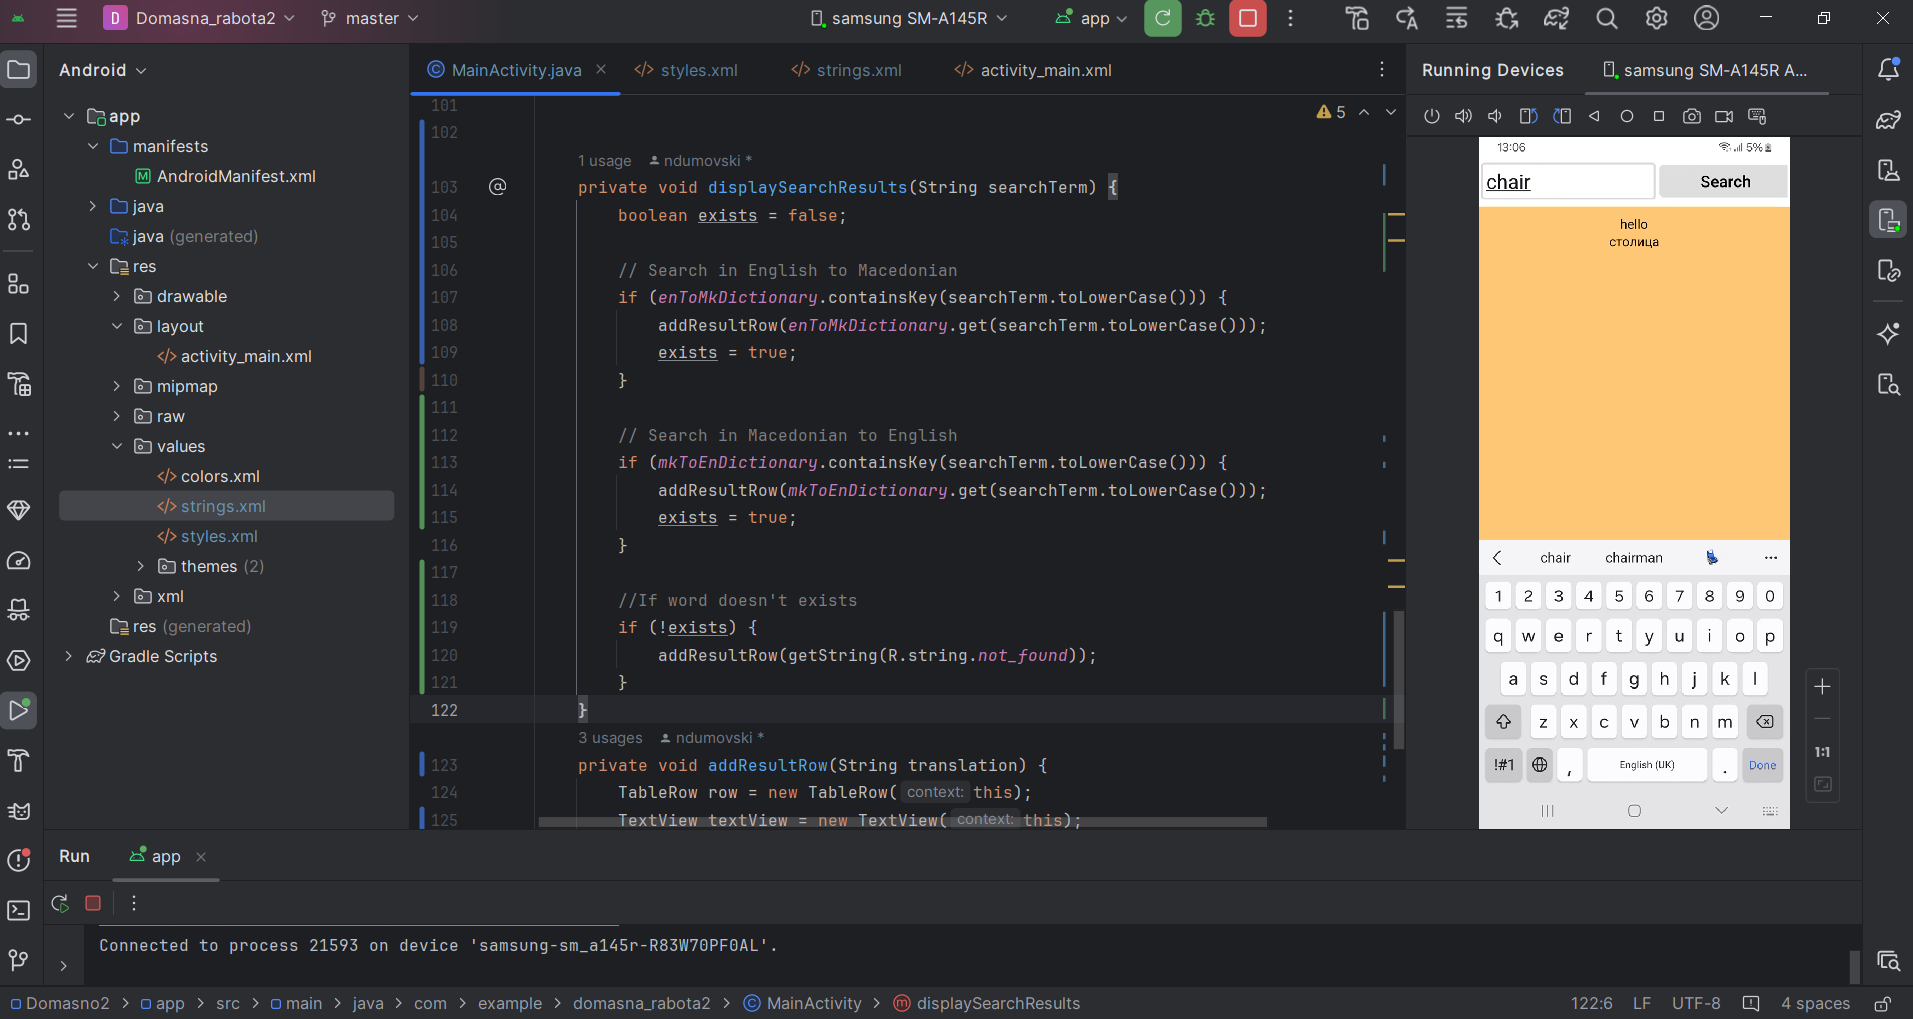 D Domasna_rabota2 master samsung SM-A145R app
Android
MainActivity.java styles.xml strings.xml activity_main.xml
Running Devices samsung SM-A145R A...
app
manifests
AndroidManifest.xml
java
java (generated)
res
drawable
layout
activity_main.xml
mipmap
raw
values
colors.xml
strings.xml
styles.xml
themes (2)
xml
res (generated)
Gradle Scripts
5
101
102
1 usage ndumovski *
103 private void displaySearchResults(String searchTerm) {
104 boolean exists = false;
105
106 // Search in English to Macedonian
107 if (enToMkDictionary.containsKey(searchTerm.toLowerCase())) {
108 addResultRow(enToMkDictionary.get(searchTerm.toLowerCase()));
109 exists = true;
110 }
111
112 // Search in Macedonian to English
113 if (mkToEnDictionary.containsKey(searchTerm.toLowerCase())) {
114 addResultRow(mkToEnDictionary.get(searchTerm.toLowerCase()));
115 exists = true;
116 }
117
118 //If word doesn't exists
119 if (!exists) {
120 addResultRow(getString(R.string.not_found));
121 }
122 }
3 usages ndumovski *
123 private void addResultRow(String translation) {
124 TableRow row = new TableRow( context: this);
125 TextView textView = new TextView( context: this);
13:06 5%
chair Search
hello
столица
chair chairman
1 2 3 4 5 6 7 8 9 0
q w e r t y u i o p
a s d f g h j k l
z x c v b n m
!#1 , English (UK) . Done
1:1
Run app
Connected to process 21593 on device 'samsung-sm_a145r-R83W70PF0AL'.
Domasno2 > app > src > main > java > com > example > domasna_rabota2 > MainActivity > displaySearchResults
122:6 LF UTF-8 4 spaces